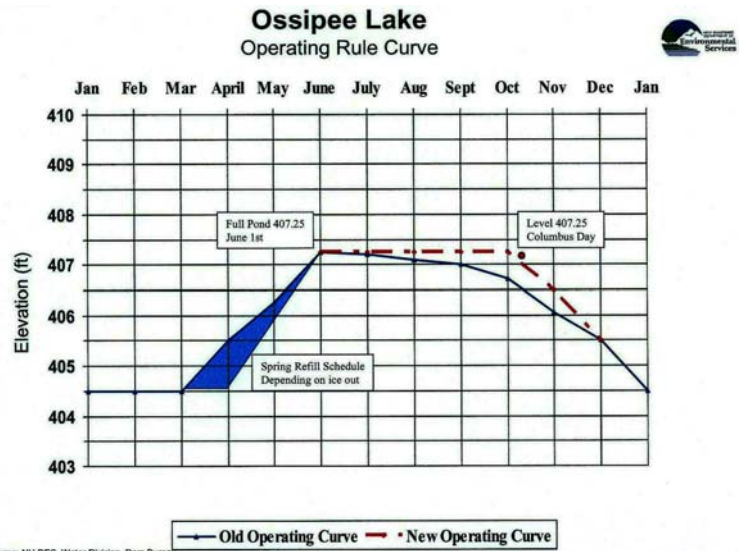 Ossipee Lake
Operating Rule Curve
Environmental
Services
Jan Feb Mar April May June July Aug Sept Oct Nov Dec Jan
410
409
408
407
406
405
404
403
Elevation (ft)
Full Pond 407.25
June 1st
Level 407.25
Columbus Day
Spring Refill Schedule
Depending on ice out
Old Operating Curve New Operating Curve